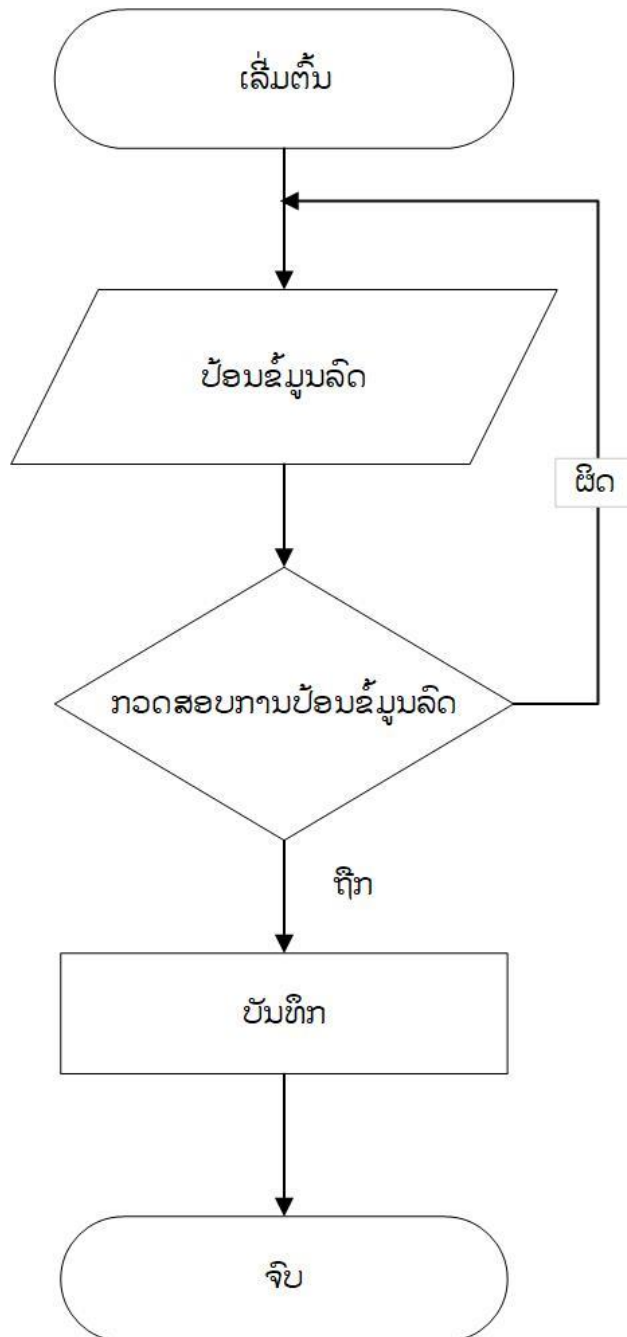 ເລີ່ມຕົ້ນ
ປ້ອນຂໍ້ມູນລົດ
ຜິດ
ກວດສອບການປ້ອນຂໍ້ມູນລົດ
ຖືກ
ບັນທຶກ
ຈົບ